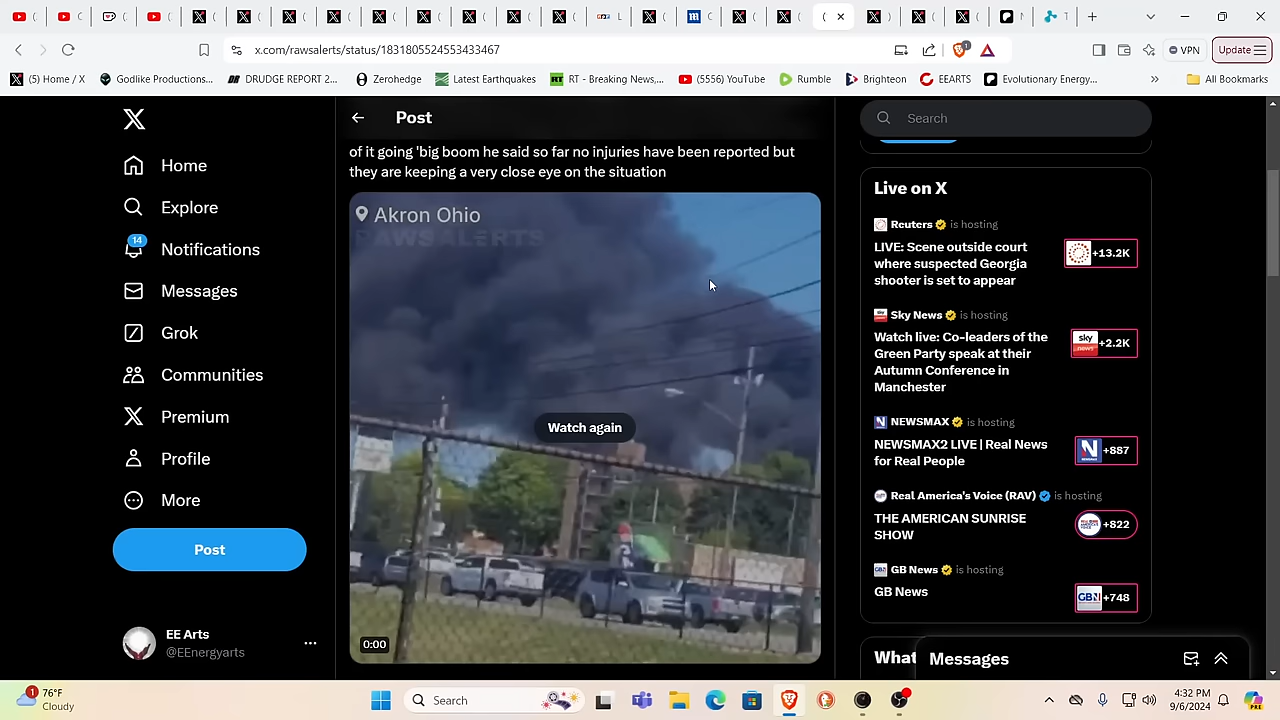 x.com/rawsalerts/status/1831805524553433467
VPN
Update
(5) Home / X
Godlike Productions...
DRUDGE REPORT 2...
Zerohedge
Latest Earthquakes
RT - Breaking News,...
(5556) YouTube
Rumble
Brighteon
EEARTS
Evolutionary Energy...
All Bookmarks
Home
Explore
14
Notifications
Messages
Grok
Communities
Premium
Profile
More
Post
EE Arts
@EEnergyarts
Post
of it going 'big boom he said so far no injuries have been reported but
they are keeping a very close eye on the situation
Akron Ohio
RAWSALERTS
Watch again
0:00
Search
Live on X
Reuters is hosting
LIVE: Scene outside court
where suspected Georgia
shooter is set to appear
+13.2K
Sky News is hosting
Watch live: Co-leaders of the
Green Party speak at their
Autumn Conference in
Manchester
sky news
+2.2K
NEWSMAX is hosting
NEWSMAX2 LIVE | Real News
for Real People
+887
Real America's Voice (RAV) is hosting
THE AMERICAN SUNRISE
SHOW
+822
GB News is hosting
GB News
GBN
+748
What
Messages
1
76°F
Cloudy
Search
4:32 PM
9/6/2024
PRE